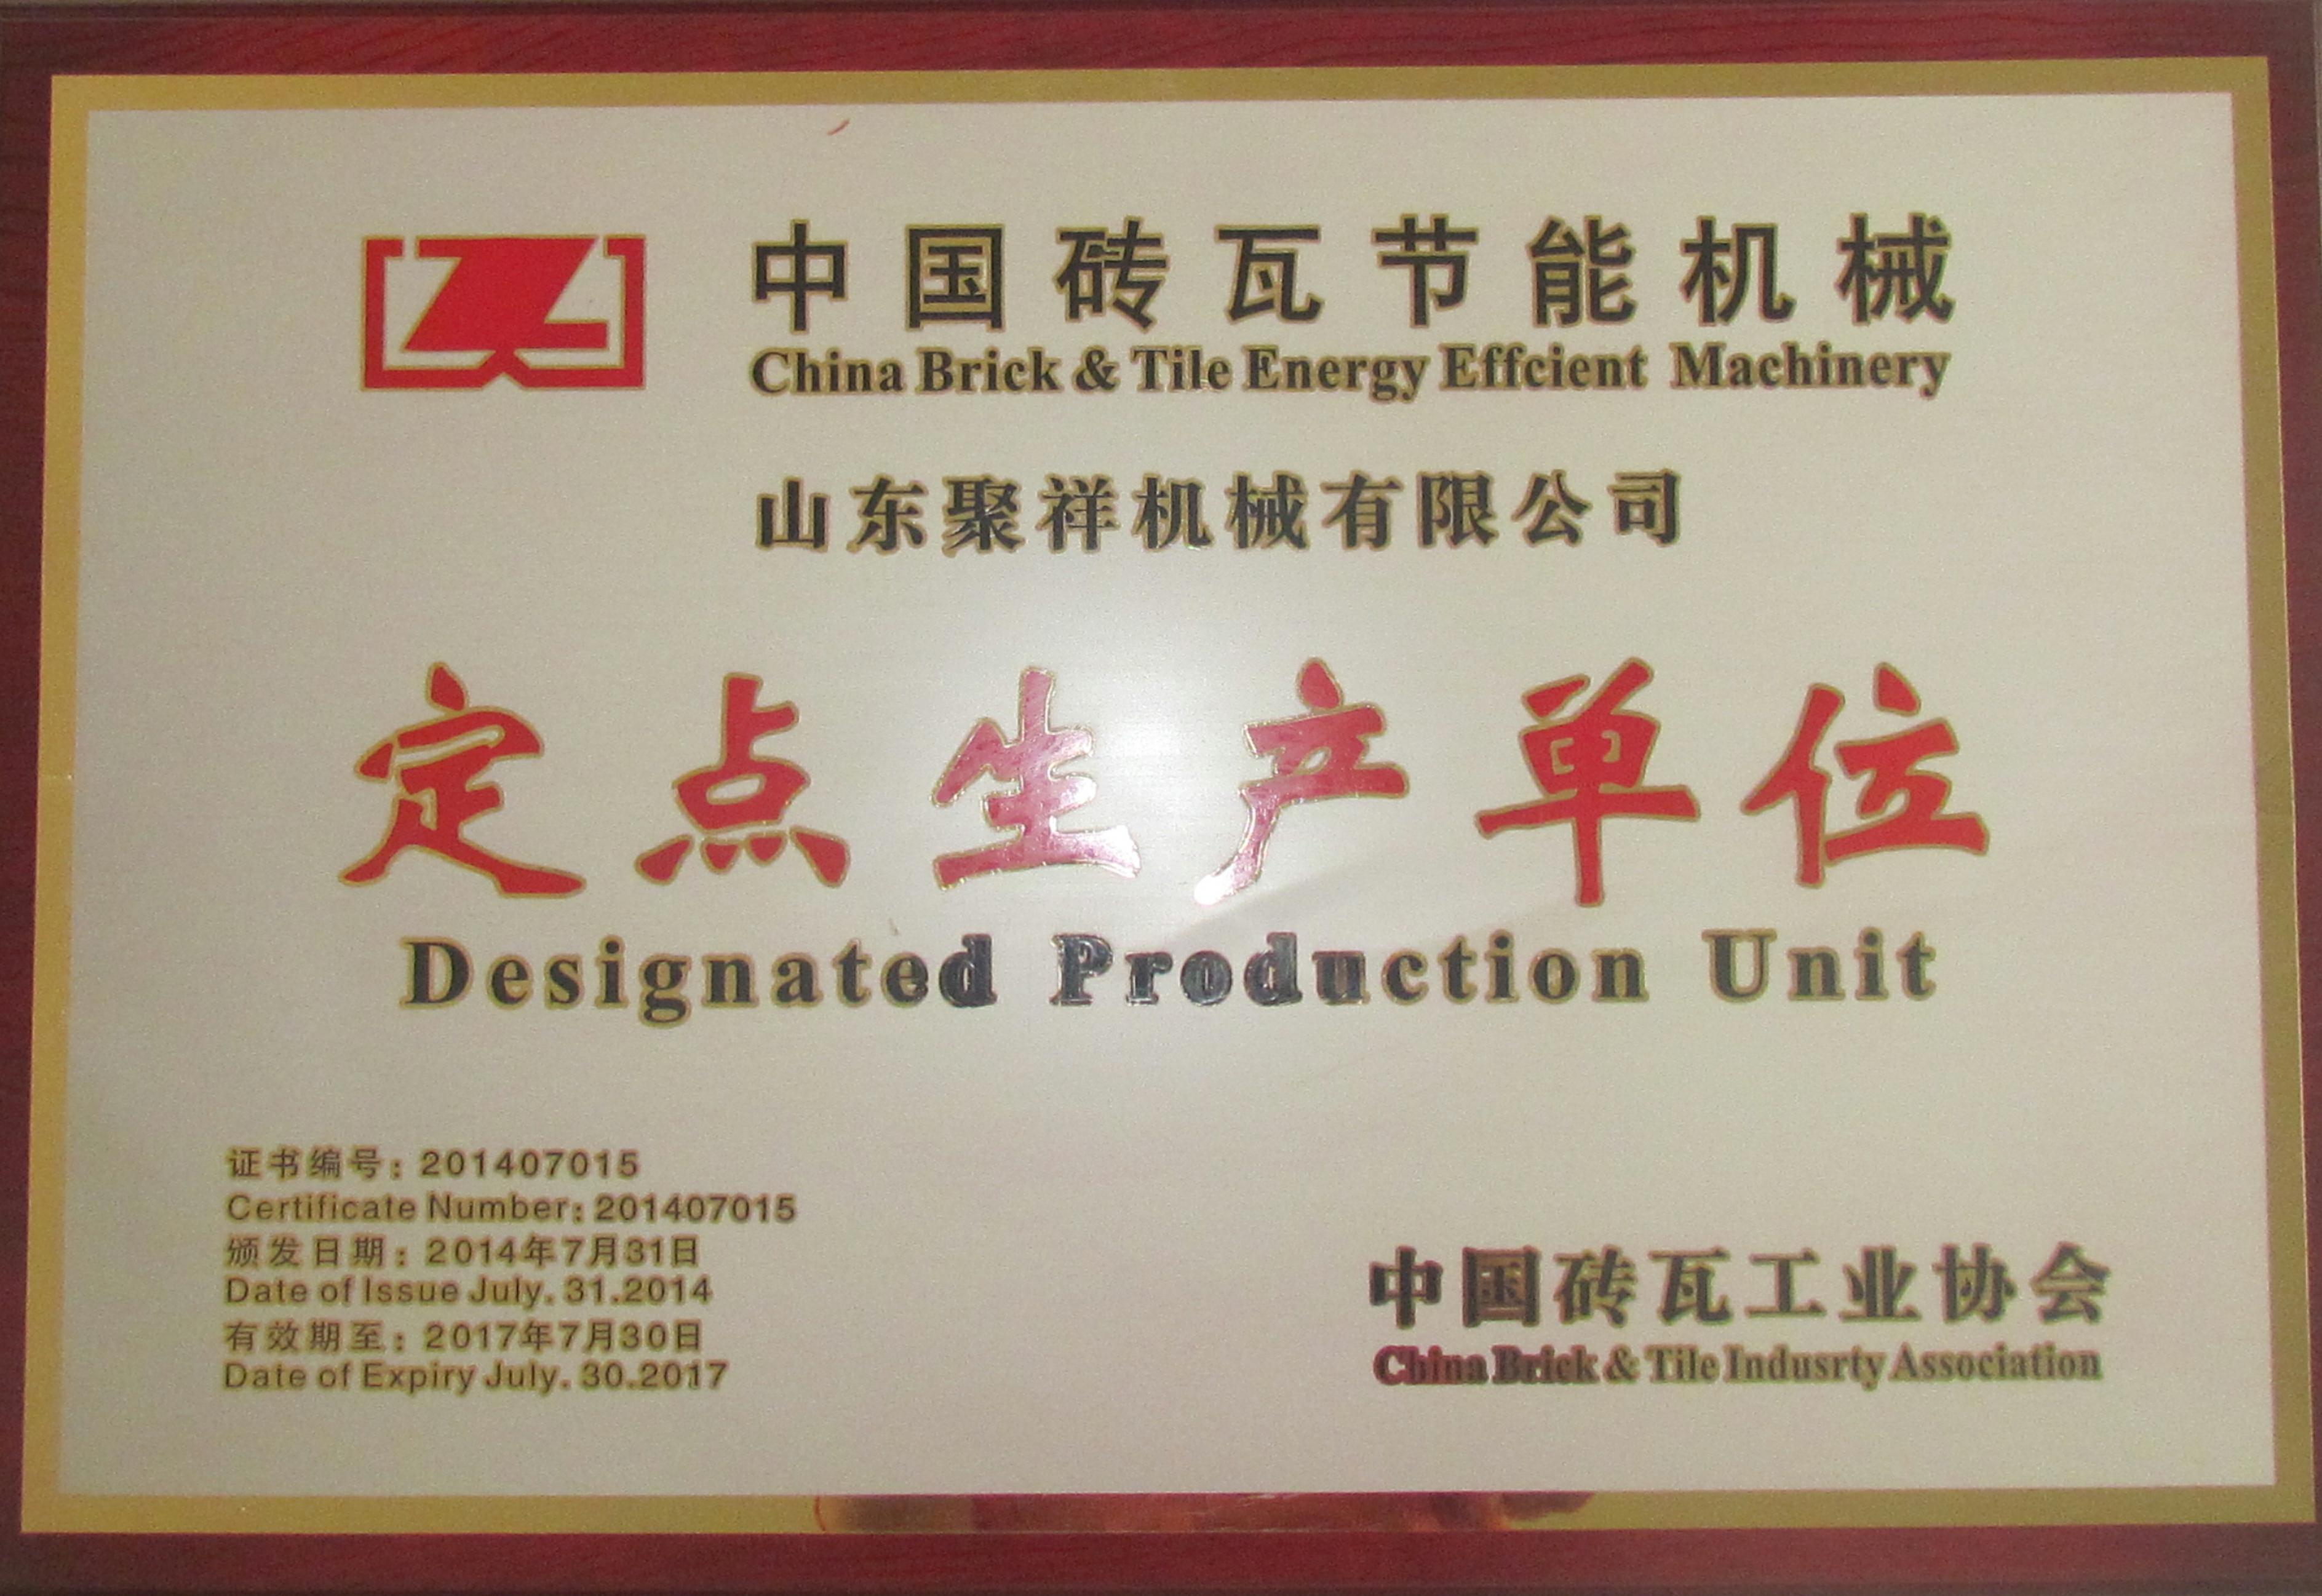 中国砖瓦节能机械
China Brick & Tile Energy Effcient Machinery
山东聚祥机械有限公司
定点生产单位
Designated Production Unit
证书编号：201407015
Certificate Number: 201407015
颁发日期：2014年7月31日
Date of Issue July. 31.2014
有效期至：2017年7月30日
Date of Expiry July. 30.2017
中国砖瓦工业协会
China Brick & Tile Indusrty Association